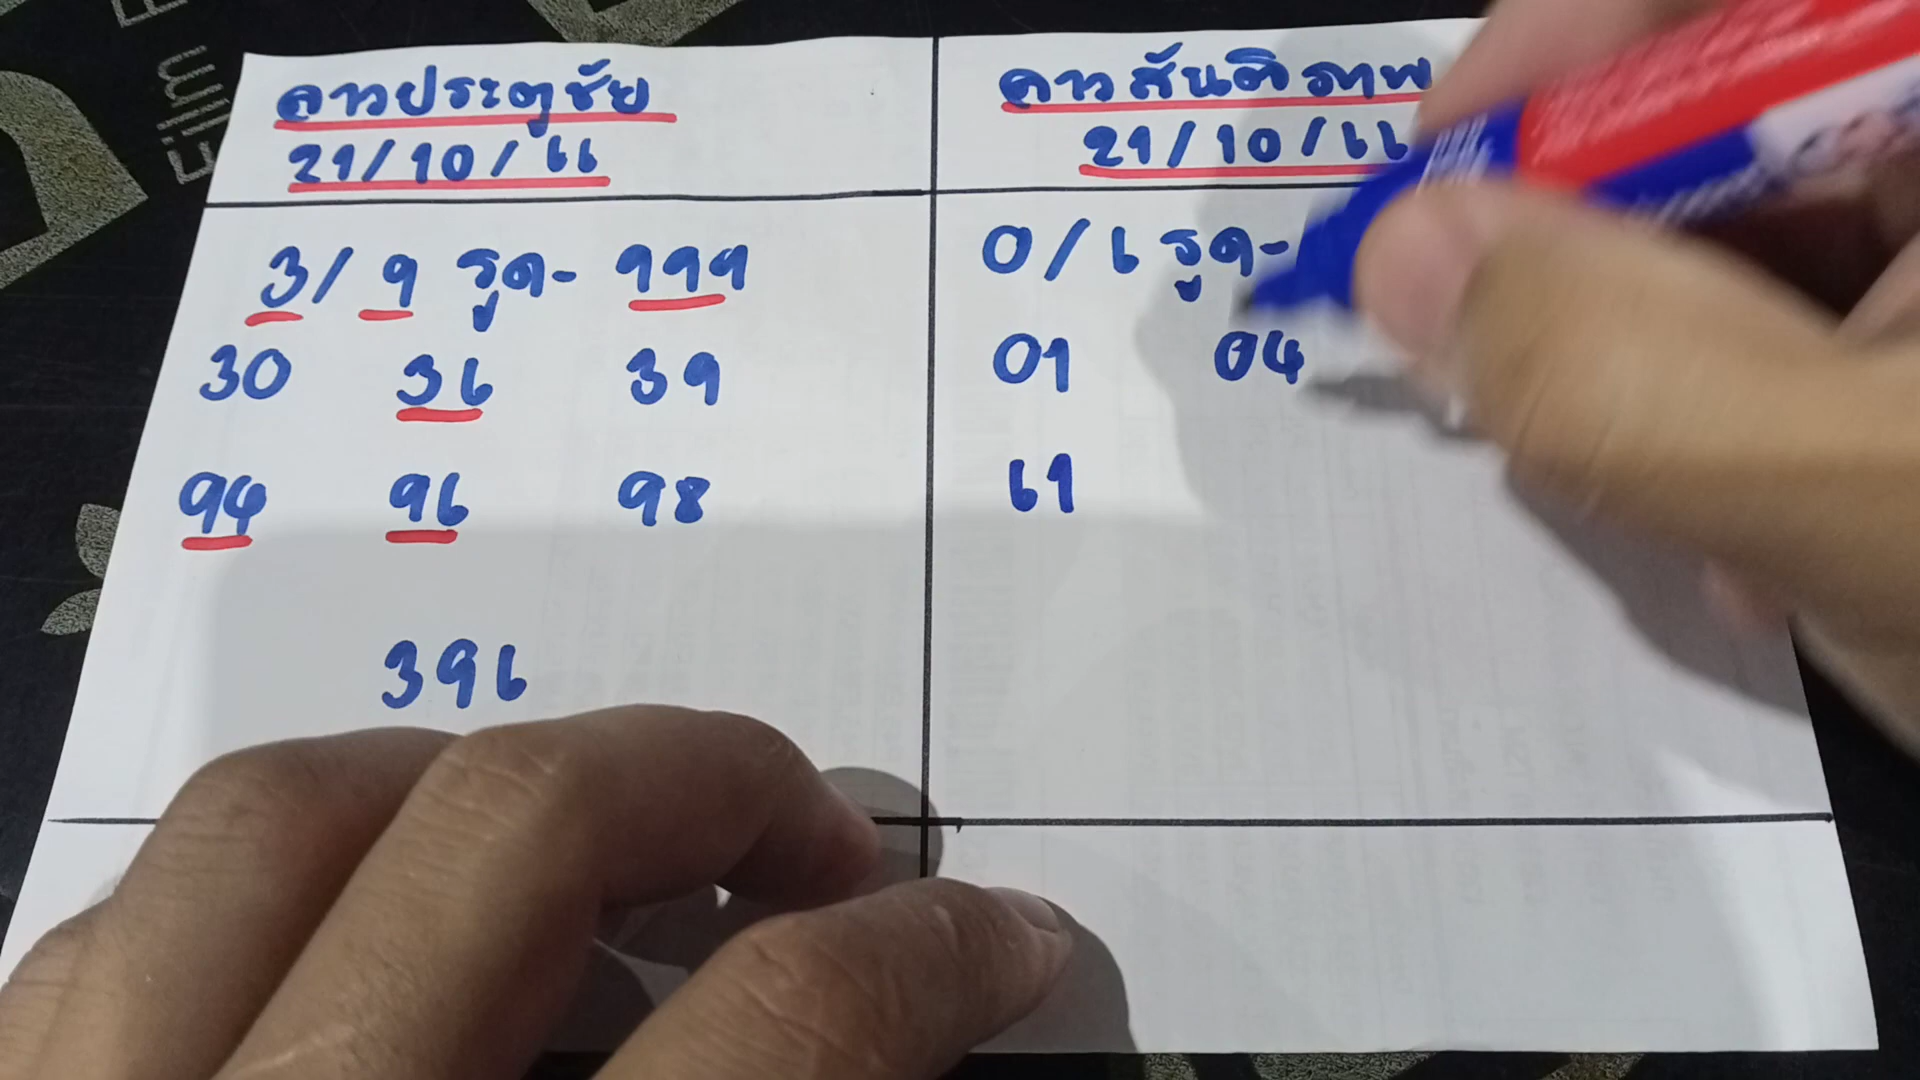 ลาวประตูชัย
21/10/66
3/9 รูด- 999
30 36 39
94 96 98
396
ลาวสันติภาพ
21/10/66
0/6 รูด-
01 04
61
Film